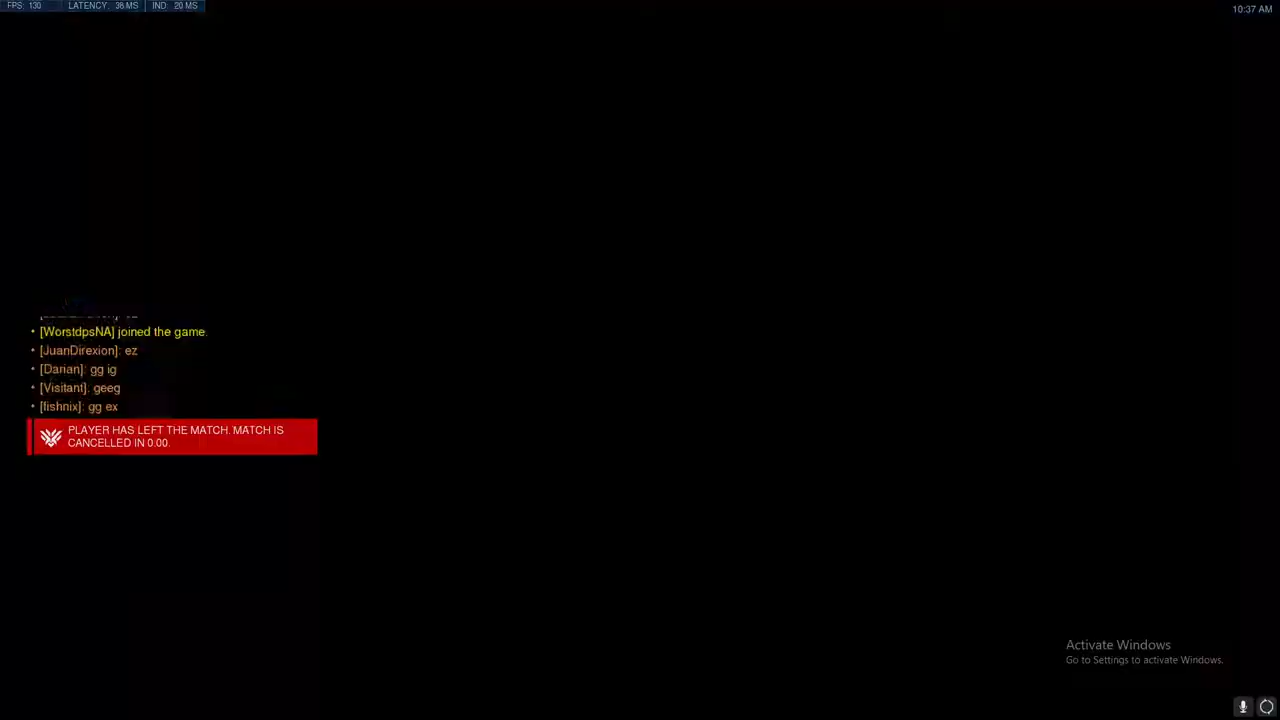 FPS: 130 LATENCY: 36 MS IND: 20 MS
10:37 AM
• [WorstdpsNA] joined the game.
• [JuanDirexion]: ez
• [Darian]: gg ig
• [Visitant]: geeg
• [fishnix]: gg ex
PLAYER HAS LEFT THE MATCH. MATCH IS
CANCELLED IN 0.00.
Activate Windows
Go to Settings to activate Windows.